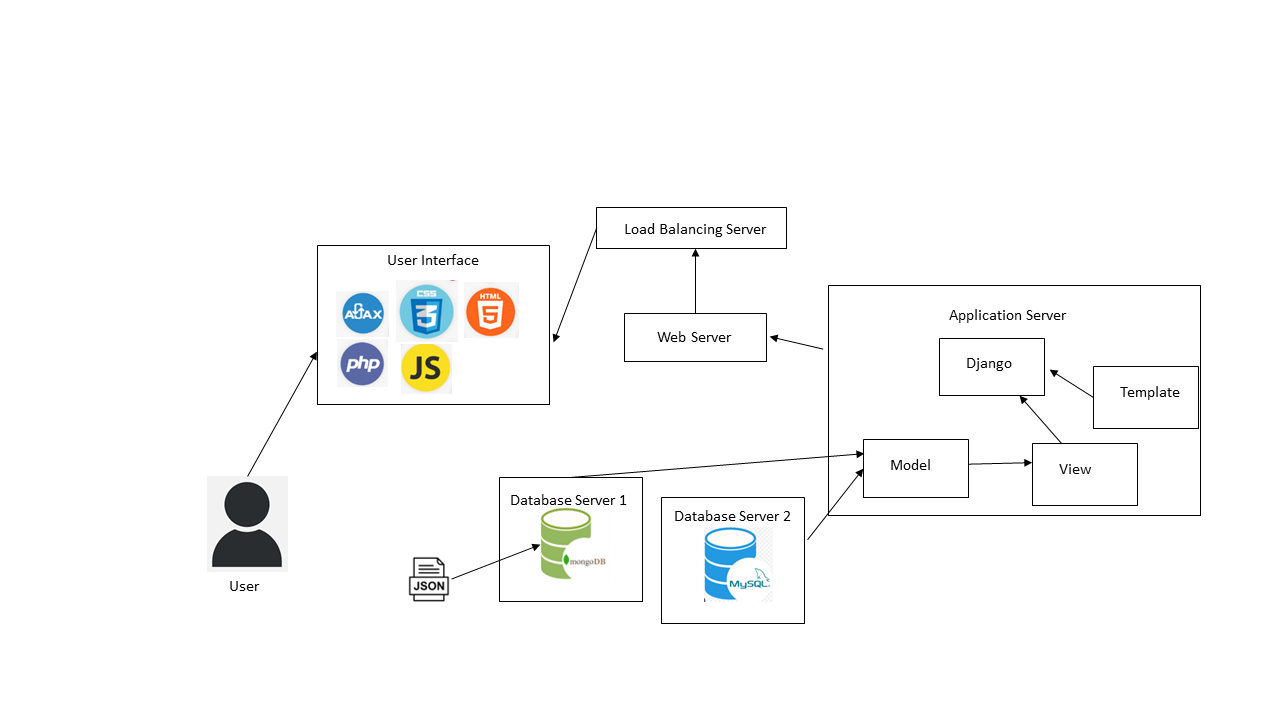 Load Balancing Server
User Interface
AJAX
CSS
3
HTML
5
php
JS
Web Server
Application Server
Django
Template
Model
View
Database Server 1
mongoDB
Database Server 2
MySQL
JSON
User